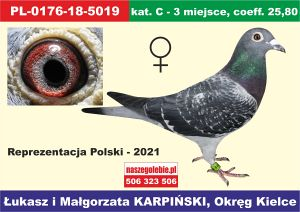 PL-0176-18-5019
kat. C - 3 miejsce, coeff. 25,80
Reprezentacja Polski - 2021
naszegolebie.pl
506 323 506
Łukasz i Małgorzata KARPIŃSKI, Okręg Kielce